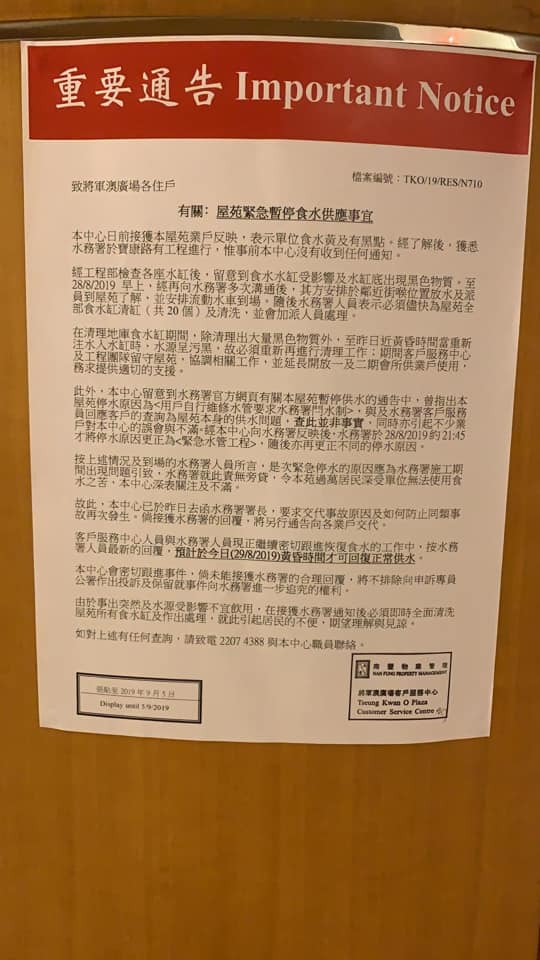 重要通告 Important Notice
檔案編號：TKO/19/RES/N710
致將軍澳廣場各住戶
有關: 屋苑緊急暫停食水供應事宜
本中心日前接獲本屋苑業戶反映，表示單位食水黃及有黑點。經了解後，獲悉
水務署於寶康路有工程進行，惟事前本中心沒有收到任何通知。
經工程部檢查各座水缸後，留意到食水水缸受影響及水缸底出現黑色物質。至
28/8/2019 早上，經再向水務署多次溝通後，其方安排於鄰近街喉位置放水及派
員到屋苑了解，並安排流動水車到場。隨後水務署人員表示必須儘快為屋苑全
部食水缸清缸（共 20 個）及清洗，並會加派人員處理。
在清理地庫食水缸期間，除清理出大量黑色物質外，至昨日近黃昏時間當重新
注水入水缸時，水源呈污黑，故必須重新再進行清理工作；期間客戶服務中心
及工程團隊留守屋苑，協調相關工作，並延長開放一及二期會所供業戶使用，
務求提供適切的支援。
此外，本中心留意到水務署官方網頁有關本屋苑暫停供水的通告中，曾指出本
屋苑停水原因為<用戶自行維修水管要求水務署閂水制>，與及水務署客戶服務
員回應客戶的查詢為屋苑本身的供水問題，查此並非事實，同時亦引起不少業
戶對本中心的誤會與不滿。經本中心向水務署反映後，水務署於 28/8/2019 約 21:45
才將停水原因更正為<緊急水管工程>，隨後亦再更正不同的停水原因。
按上述情況及到場的水務署人員所言，是次緊急停水的原因應為水務署施工期
間出現問題引致，水務署就此責無旁貸，令本苑過萬居民深受單位無法使用食
水之苦，本中心深表關注及不滿。
故此，本中心已於昨日去函水務署署長，要求交代事故原因及如何防止同類事
故再次發生。倘接獲水務署的回覆，將另行通告向各業戶交代。
客戶服務中心人員與水務署人員現正繼續密切跟進恢復食水的工作中，按水務
署人員最新的回覆，預計於今日(29/8/2019)黃昏時間才可回復正常供水。
本中心會密切跟進事件，倘未能接獲水務署的合理回覆，將不排除向申訴專員
公署作出投訴及保留就事件向水務署進一步追究的權利。
由於事出突然及水源受影響不宜飲用，在接獲水務署通知後必須即時全面清洗
屋苑所有食水缸及作出處理，就此引起居民的不便，期望理解與見諒。
如對上述有任何查詢，請致電 2207 4388 與本中心職員聯絡。
張貼至 2019 年 9 月 5 日
Display until 5/9/2019
南豐物業管理
NAN FUNG PROPERTY MANAGEMENT
將軍澳廣場客戶服務中心
Tseung Kwan O Plaza
Customer Service Centre